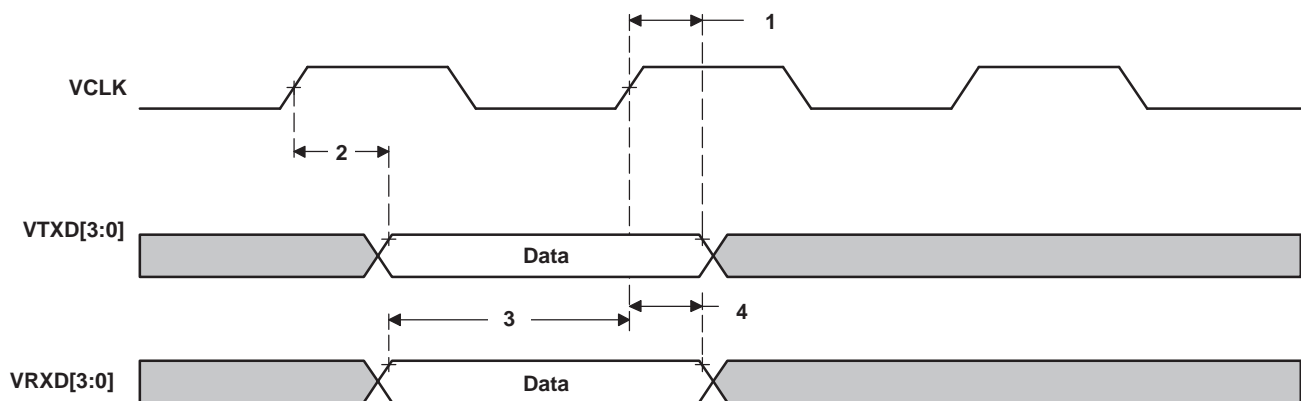 1
VCLK
2
VTXD[3:0]
Data
3
4
VRXD[3:0]
Data